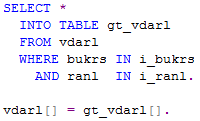 SELECT *
INTO TABLE gt_vdarl
FROM vdarl
WHERE bukrs IN i_bukrs
AND ranl IN i_ranl.
vdarl[] = gt_vdarl[].